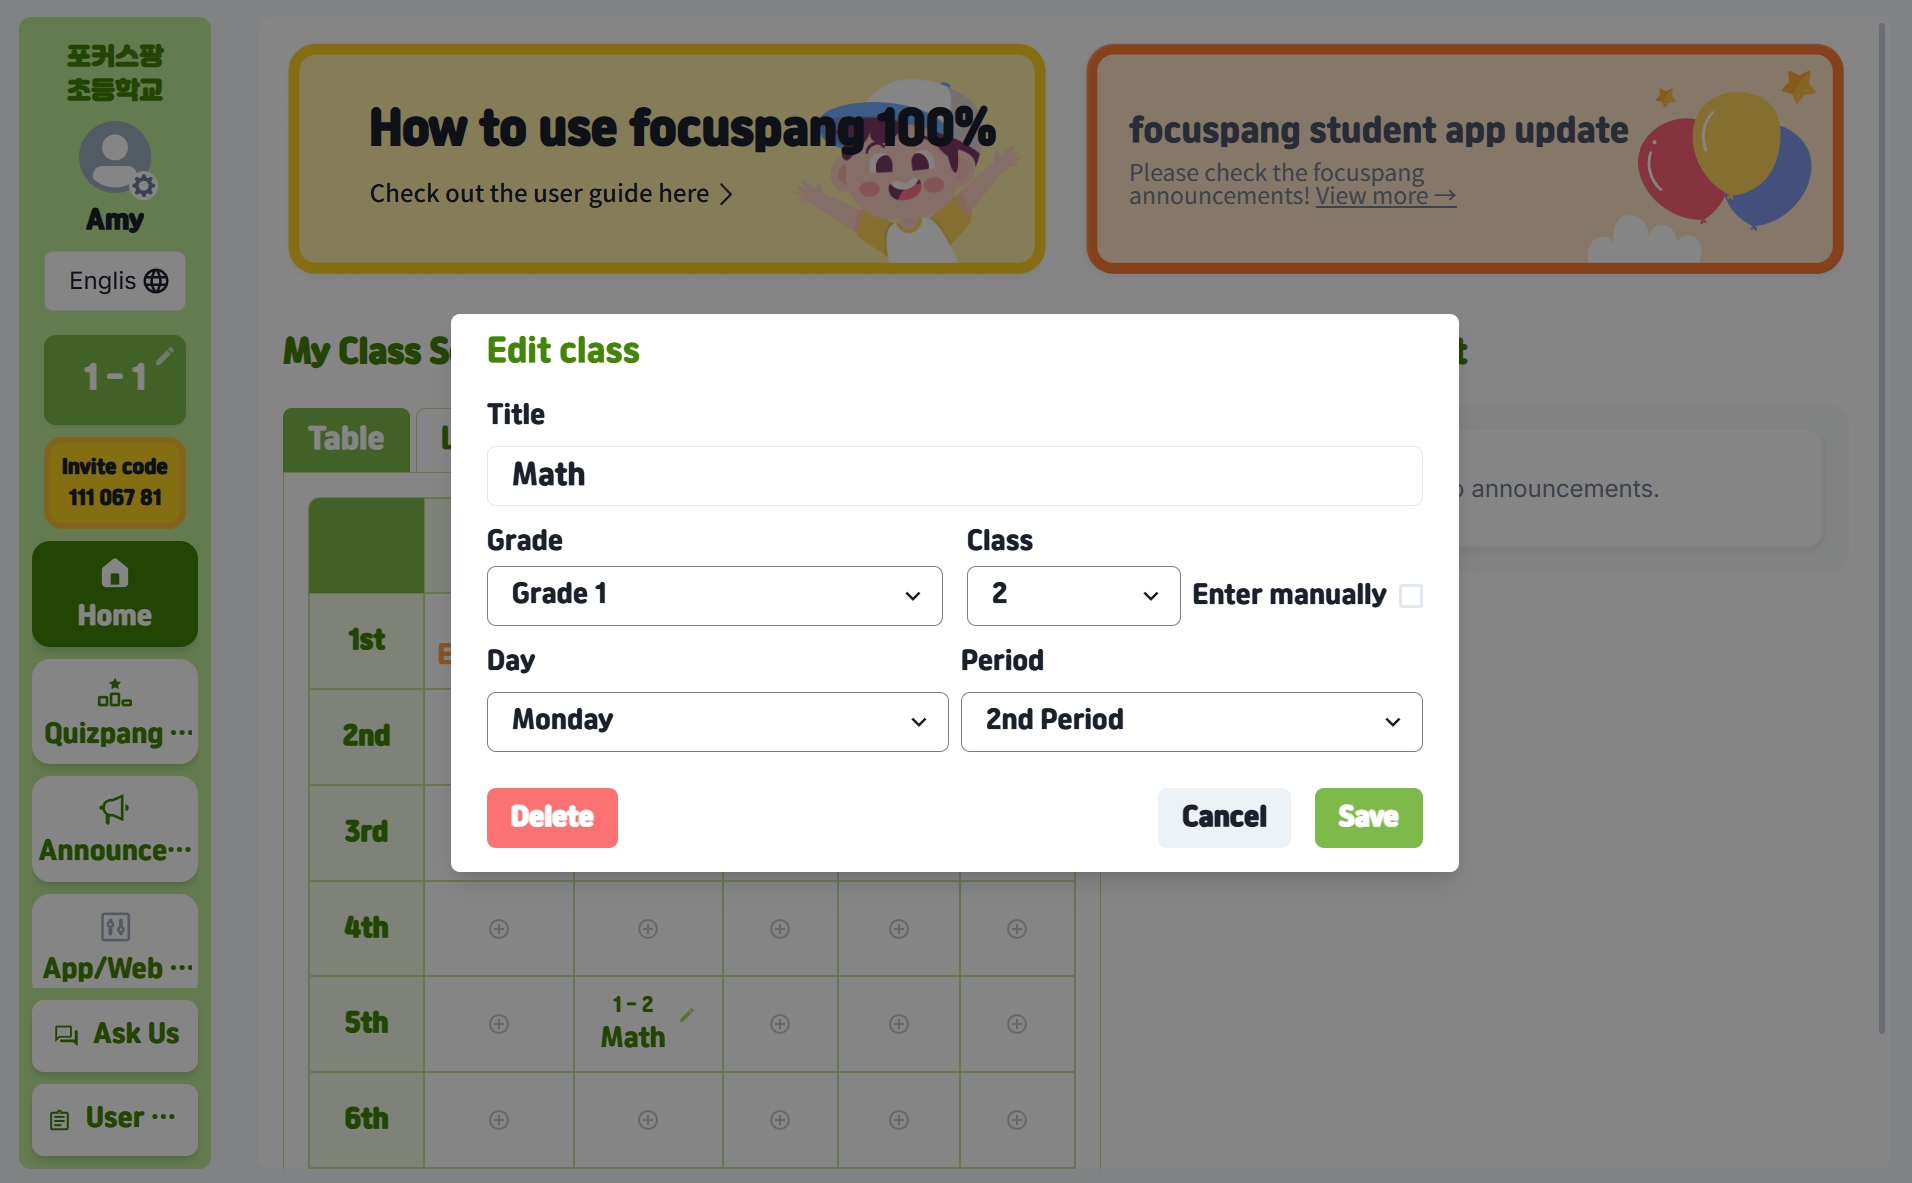 포커스팡
초등학교
Amy
Englis
1 - 1
Invite code
111 067 81
Home
Quizpang ···
Announce···
App/Web ···
Ask Us
User ···
How to use focuspang 100%
Check out the user guide here >
focuspang student app update
Please check the focuspang
announcements! View more →
My Class
Table
1st
2nd
3rd
4th
5th
1 - 2
Math
6th
announcements.
Edit class
Title
Math
Grade
Class
Grade 1
2
Enter manually
Day
Period
Monday
2nd Period
Delete
Cancel
Save